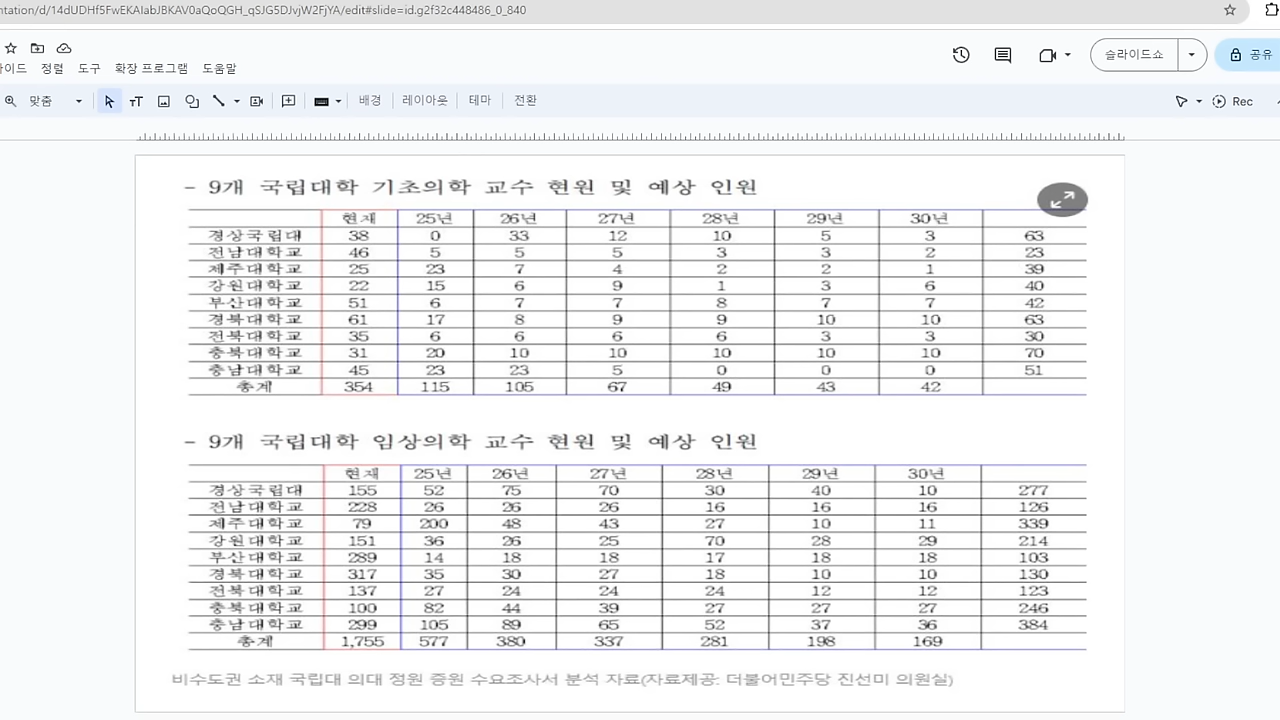 ntation/d/14dUDHf5FwEKAIabJBKAV0aQoQGH_qSJG5DJvjW2FjYA/edit#slide=id.g2f32c448486_0_840
슬라이드쇼 공유
이드 정렬 도구 확장 프로그램 도움말
맞춤 배경 레이아웃 테마 전환 Rec
- 9개 국립대학 기초의학 교수 현원 및 예상 인원
현재 25년 26년 27년 28년 29년 30년
경상국립대 38 0 33 12 10 5 3 63
전남대학교 46 5 5 5 3 3 2 23
제주대학교 25 23 7 4 2 2 1 39
강원대학교 22 15 6 9 1 3 6 40
부산대학교 51 6 7 7 8 7 7 42
경북대학교 61 17 8 9 9 10 10 63
전북대학교 35 6 6 6 6 3 3 30
충북대학교 31 20 10 10 10 10 10 70
충남대학교 45 23 23 5 0 0 0 51
총계 354 115 105 67 49 43 42
- 9개 국립대학 임상의학 교수 현원 및 예상 인원
현재 25년 26년 27년 28년 29년 30년
경상국립대 155 52 75 70 30 40 10 277
전남대학교 228 26 26 26 16 16 16 126
제주대학교 79 200 48 43 27 10 11 339
강원대학교 151 36 26 25 70 28 29 214
부산대학교 289 14 18 18 17 18 18 103
경북대학교 317 35 30 27 18 10 10 130
전북대학교 137 27 24 24 24 12 12 123
충북대학교 100 82 44 39 27 27 27 246
충남대학교 299 105 89 65 52 37 36 384
총계 1,755 577 380 337 281 198 169
비수도권 소재 국립대 의대 정원 증원 수요조사서 분석 자료(자료제공: 더불어민주당 진선미 의원실)